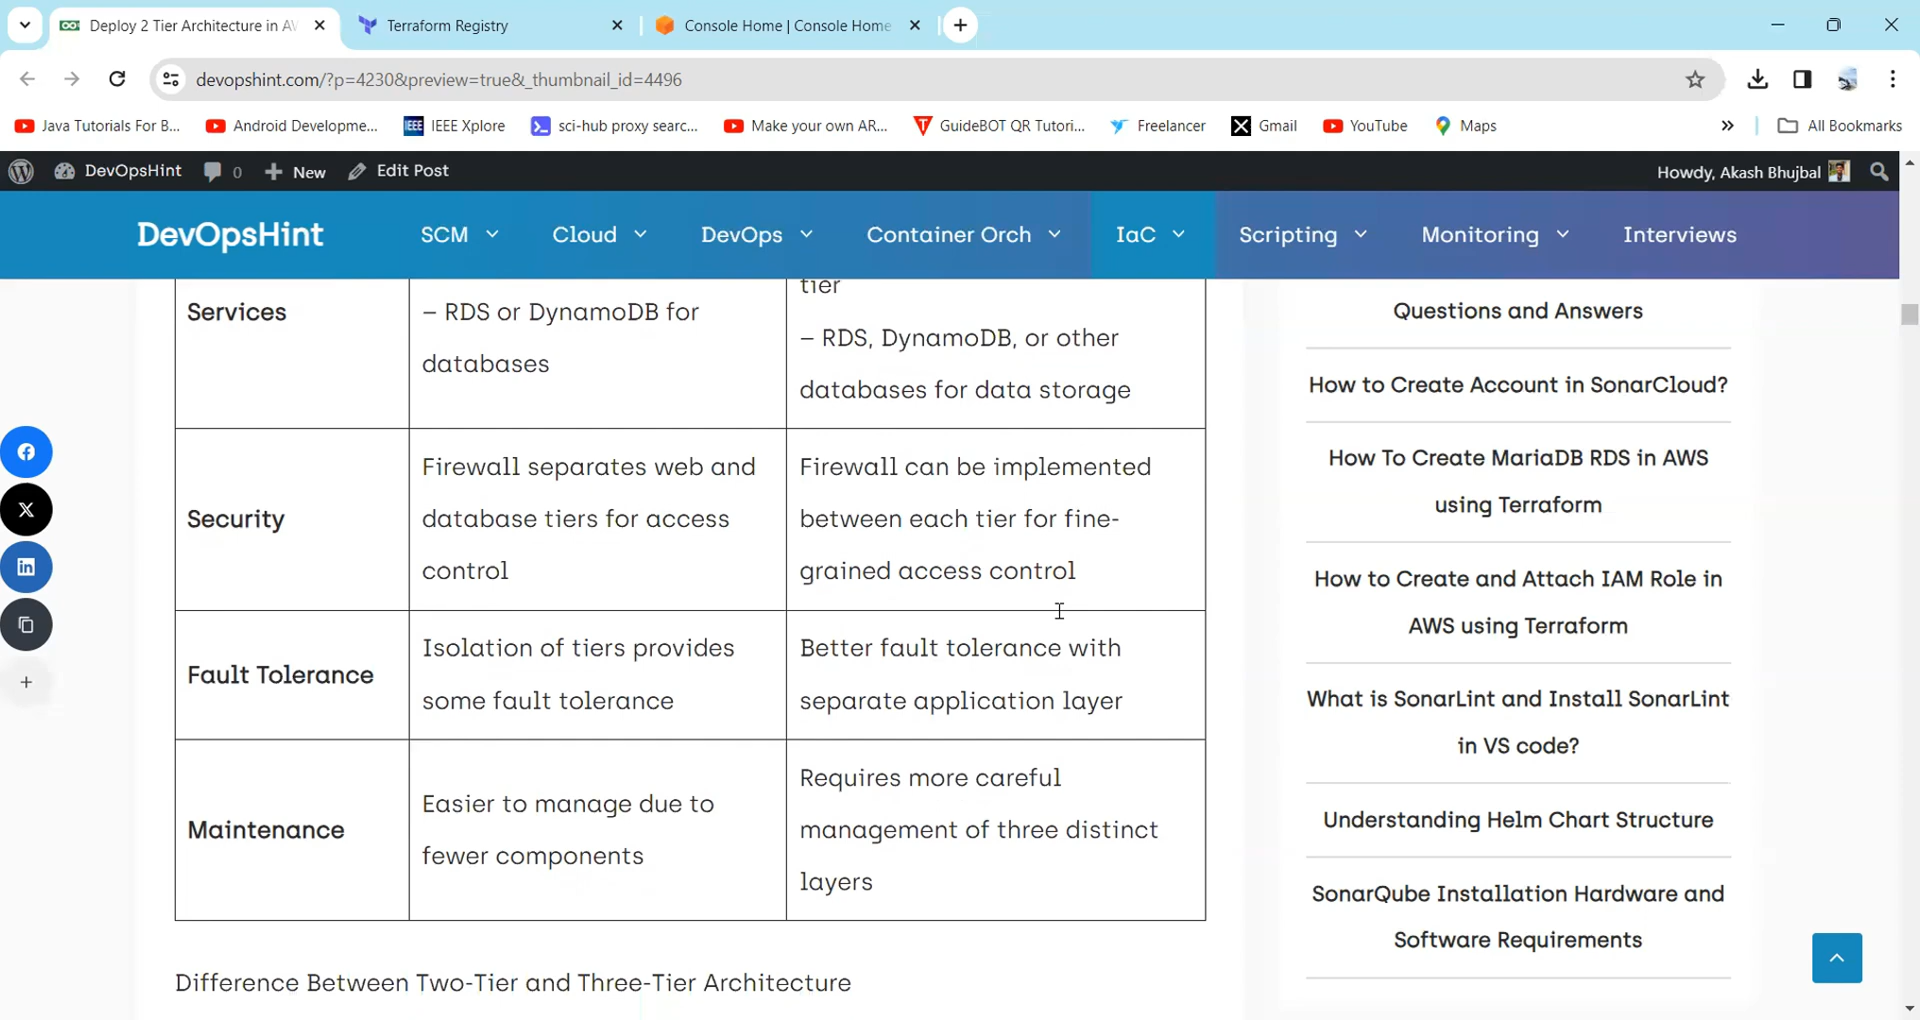 Deploy 2 Tier Architecture in AW
Terraform Registry
Console Home | Console Home
devopshint.com/?p=4230&preview=true&_thumbnail_id=4496
Java Tutorials For B...
Android Developme...
IEEE
IEEE Xplore
sci-hub proxy searc...
Make your own AR...
GuideBOT QR Tutori...
Freelancer
Gmail
YouTube
Maps
All Bookmarks
DevOpsHint
0
New
Edit Post
Howdy, Akash Bhujbal
DevOpsHint
SCM
Cloud
DevOps
Container Orch
IaC
Scripting
Monitoring
Interviews
Services
– RDS or DynamoDB for
databases
tier
– RDS, DynamoDB, or other
databases for data storage
Security
Firewall separates web and
database tiers for access
control
Firewall can be implemented
between each tier for fine-
grained access control
Fault Tolerance
Isolation of tiers provides
some fault tolerance
Better fault tolerance with
separate application layer
Maintenance
Easier to manage due to
fewer components
Requires more careful
management of three distinct
layers
Difference Between Two-Tier and Three-Tier Architecture
Questions and Answers
How to Create Account in SonarCloud?
How To Create MariaDB RDS in AWS
using Terraform
How to Create and Attach IAM Role in
AWS using Terraform
What is SonarLint and Install SonarLint
in VS code?
Understanding Helm Chart Structure
SonarQube Installation Hardware and
Software Requirements